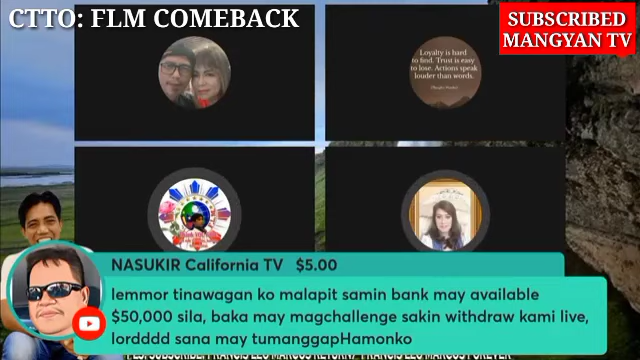 CTTO: FLM COMEBACK
SUBSCRIBED
MANGYAN TV
Loyalty is hard
to find. Trust is easy
to lose. Actions speak
louder than words.
NASUKIR California TV $5.00
lemmor tinawagan ko malapit samin bank may available
$50,000 sila, baka may magchallenge sakin withdraw kami live,
lordddd sana may tumanggapHamonko